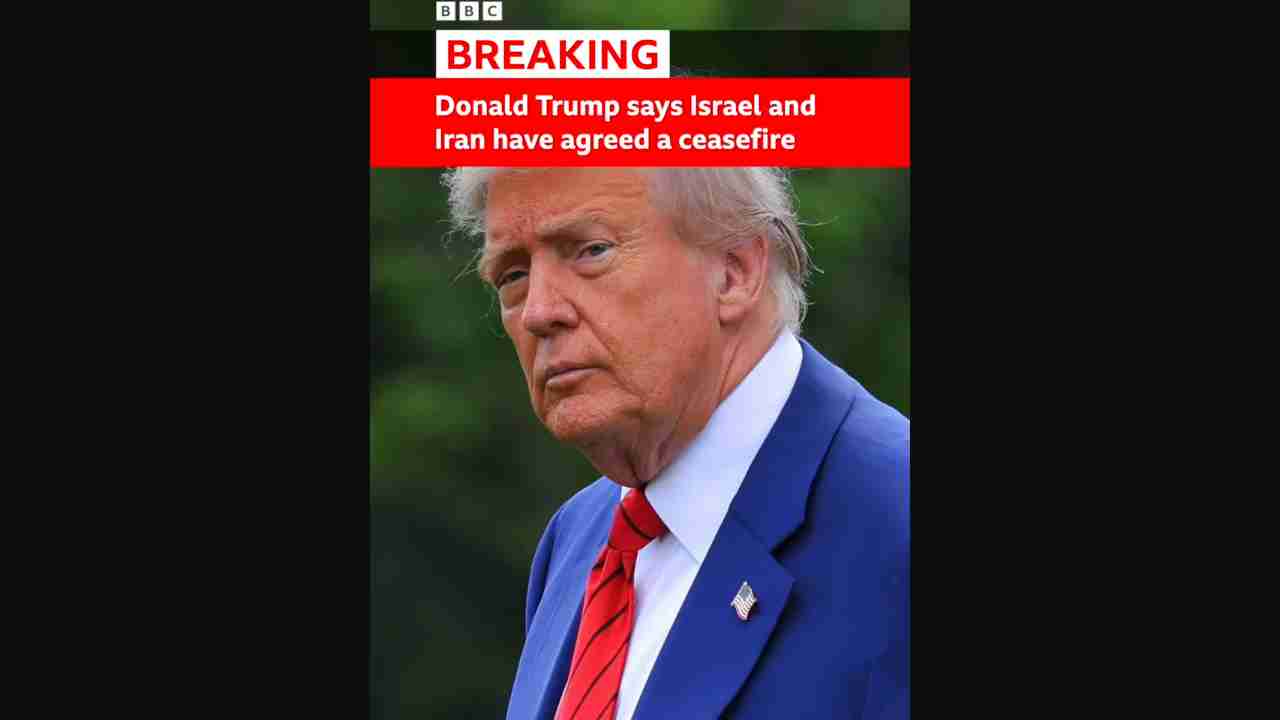 BBC
BREAKING
Donald Trump says Israel and
Iran have agreed a ceasefire